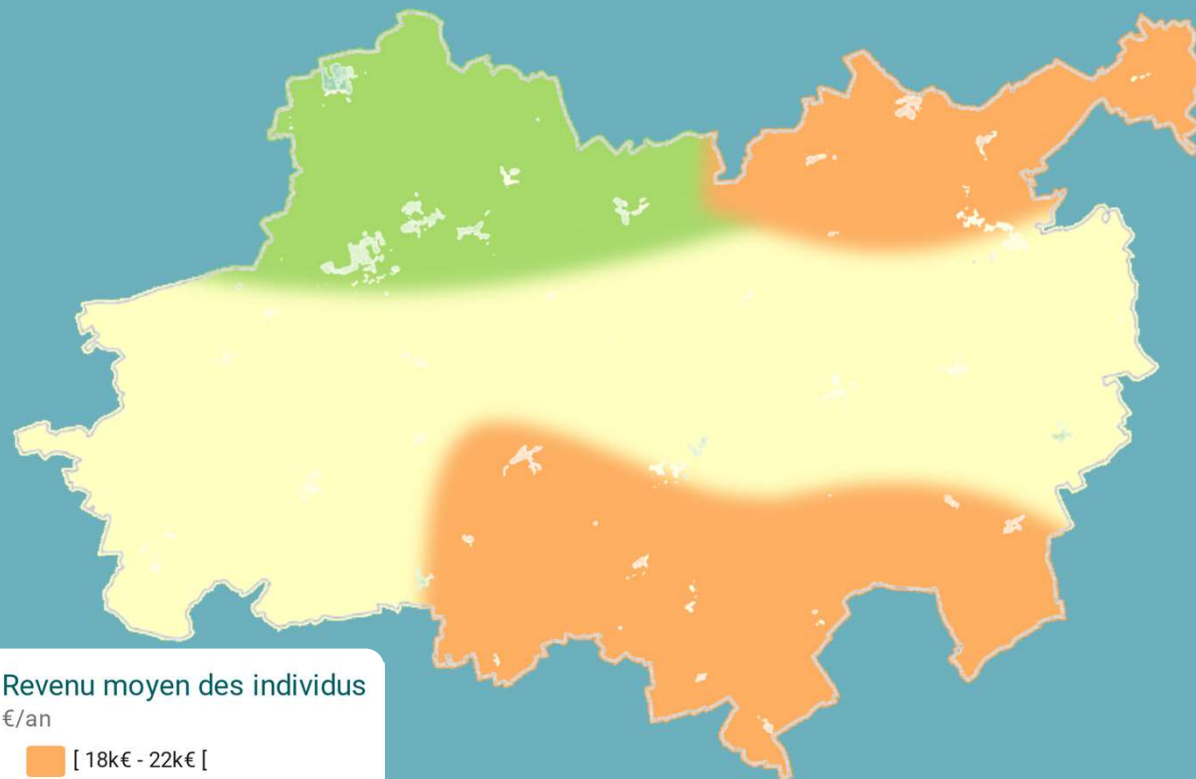 Revenu moyen des individus
€/an
[ 18k€ - 22k€ [